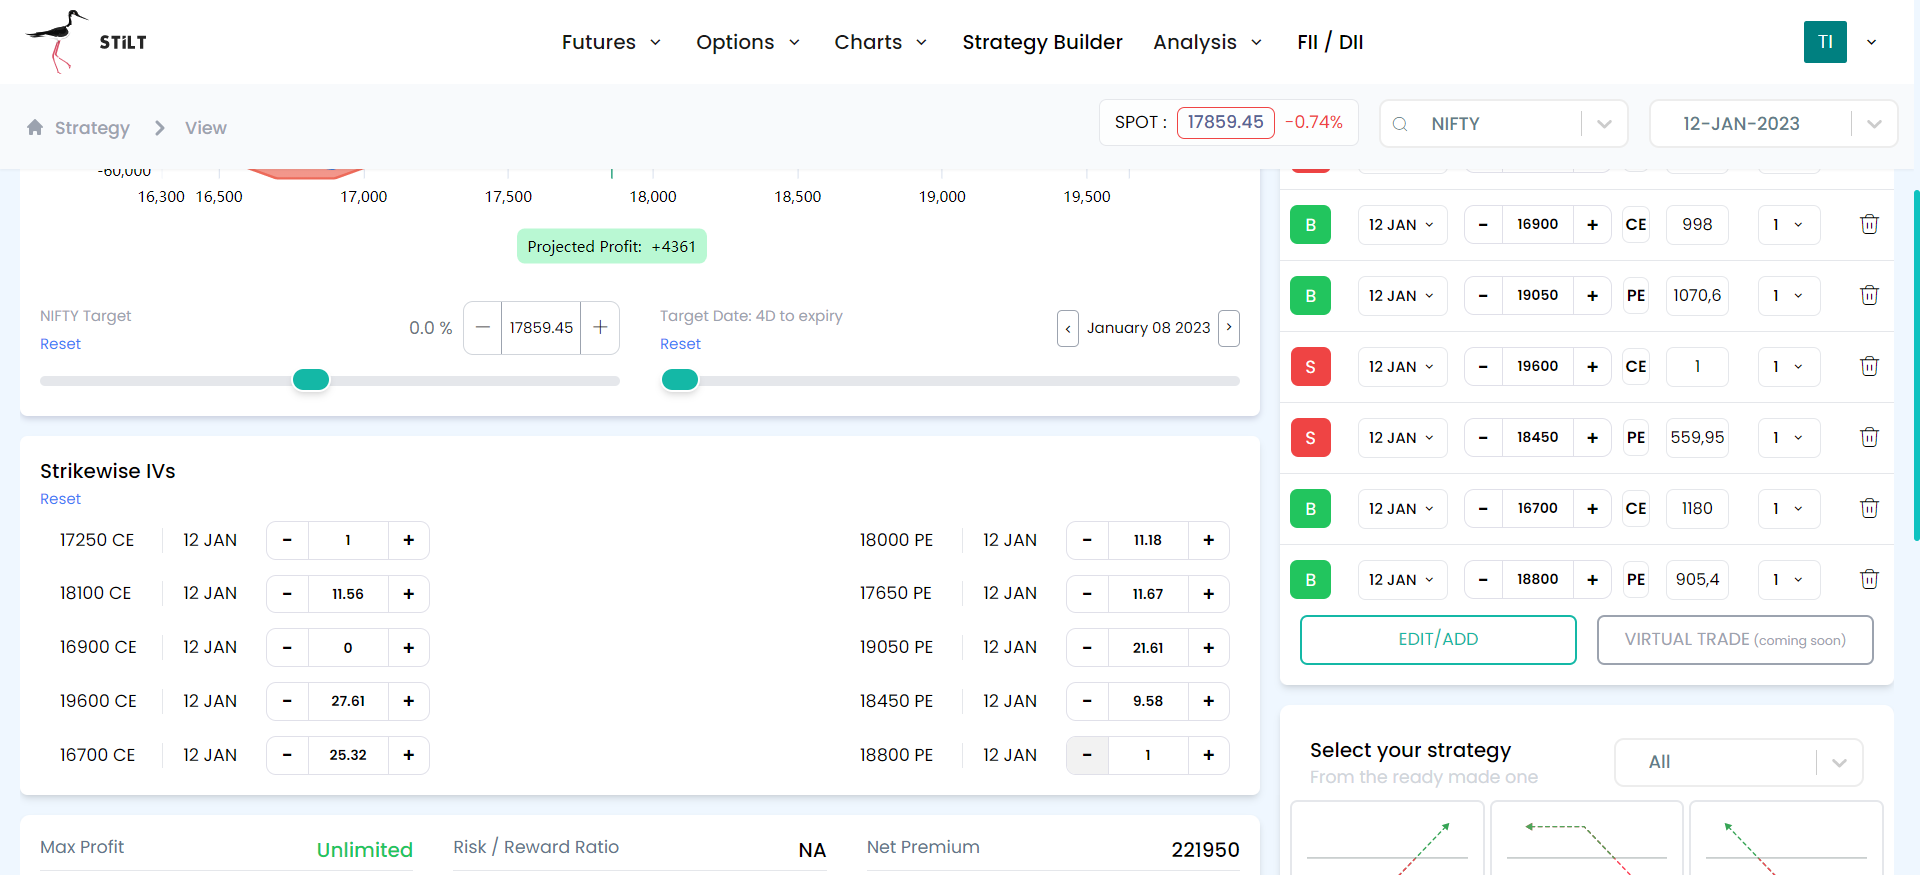 STiLT
Futures
Options
Charts
Strategy Builder
Analysis
FII / DII
TI
Strategy
View
SPOT : 17859.45 -0.74%
NIFTY
12-JAN-2023
-60,000
16,300 16,500 17,000 17,500 18,000 18,500 19,000 19,500
Projected Profit: +4361
NIFTY Target
Reset
0.0 %
− 17859.45 +
Target Date: 4D to expiry
Reset
‹ January 08 2023 ›
Strikewise IVs
Reset
17250 CE 12 JAN - 1 +
18000 PE 12 JAN - 11.18 +
18100 CE 12 JAN - 11.56 +
17650 PE 12 JAN - 11.67 +
16900 CE 12 JAN - 0 +
19050 PE 12 JAN - 21.61 +
19600 CE 12 JAN - 27.61 +
18450 PE 12 JAN - 9.58 +
16700 CE 12 JAN - 25.32 +
18800 PE 12 JAN - 1 +
Max Profit Unlimited
Risk / Reward Ratio NA
Net Premium 221950
B 12 JAN - 16900 + CE 998 1
B 12 JAN - 19050 + PE 1070,6 1
S 12 JAN - 19600 + CE 1 1
S 12 JAN - 18450 + PE 559,95 1
B 12 JAN - 16700 + CE 1180 1
B 12 JAN - 18800 + PE 905,4 1
EDIT/ADD
VIRTUAL TRADE (coming soon)
Select your strategy
From the ready made one
All